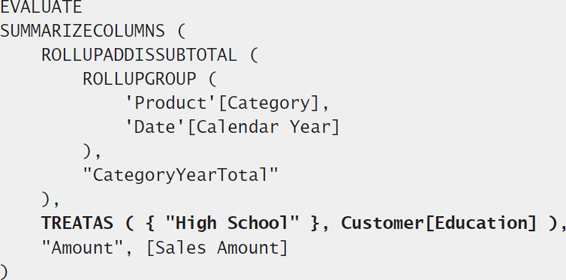 EVALUATE
SUMMARIZECOLUMNS (
    ROLLUPADDISSUBTOTAL (
        ROLLUPGROUP (
            'Product'[Category],
            'Date'[Calendar Year]
        ),
        "CategoryYearTotal"
    ),
    TREATAS ( { "High School" }, Customer[Education] ),
    "Amount", [Sales Amount]
)